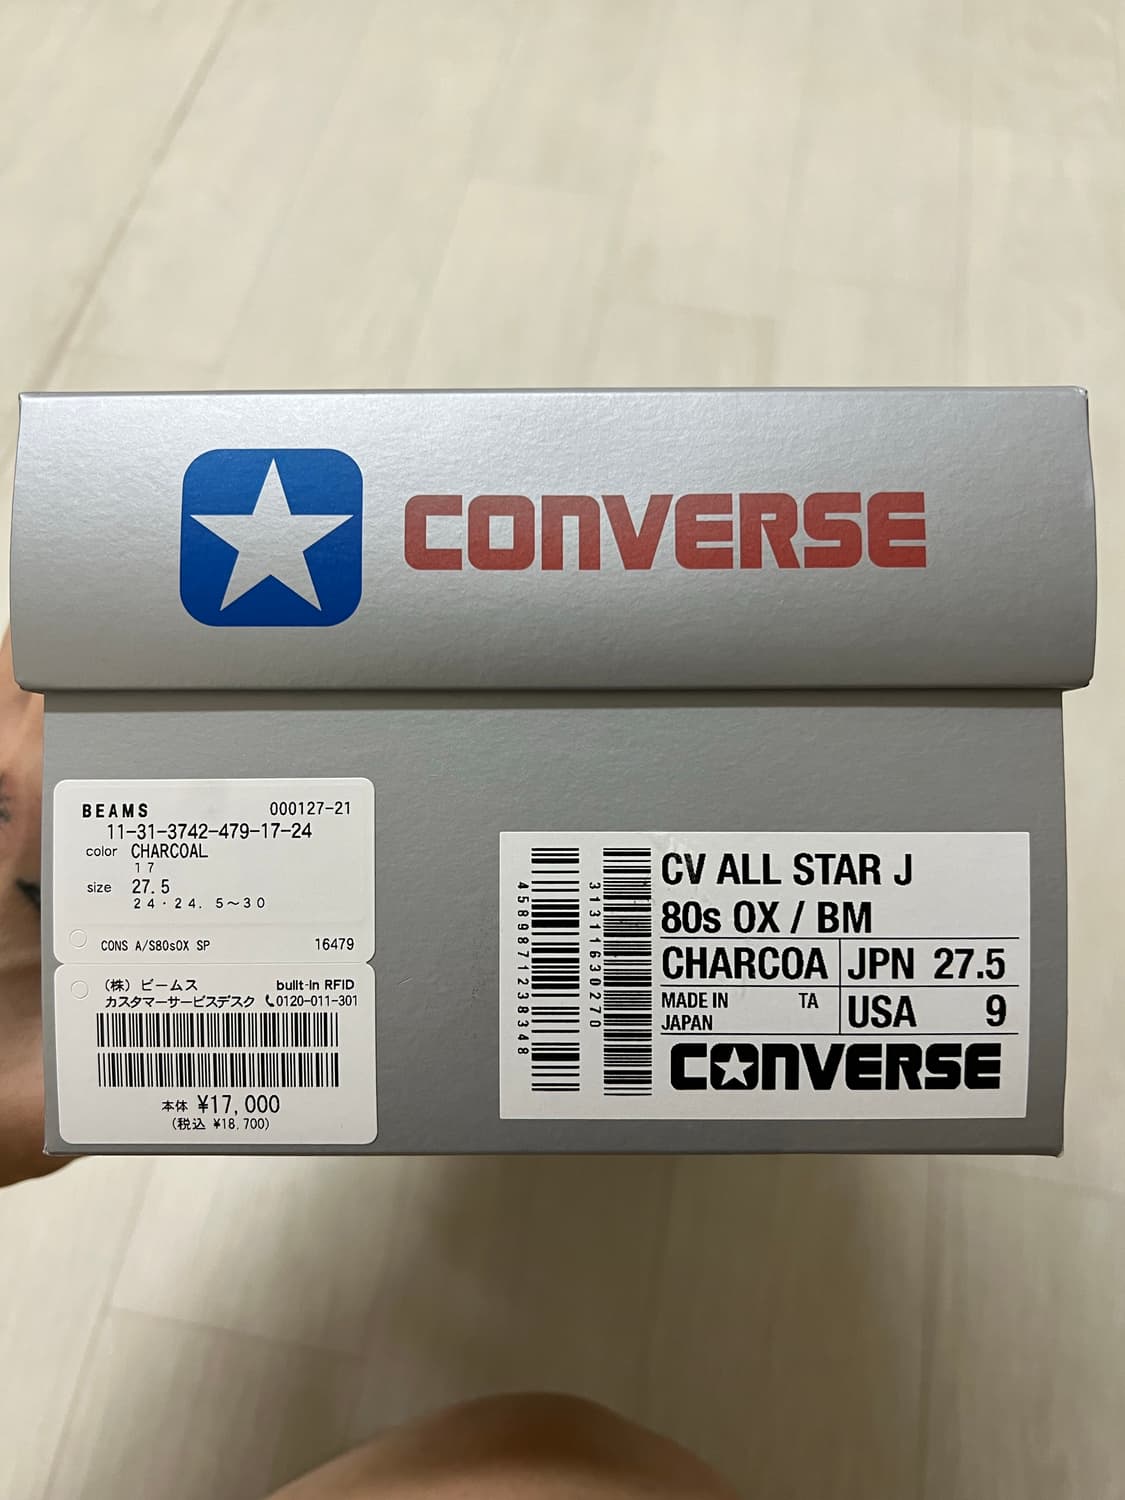 CONVERSE
BEAMS 000127-21
11-31-3742-479-17-24
color CHARCOAL
17
size 27.5
24・24.5～30
CONS A/S80sOX SP 16479
(株)ビームス built-in RFID
カスタマーサービスデスク 0120-011-301
本体 ¥17,000
(税込 ¥18,700)
4589871238348
31311630270
CV ALL STAR J
80s OX / BM
CHARCOA JPN 27.5
MADE IN JAPAN TA USA 9
CONVERSE